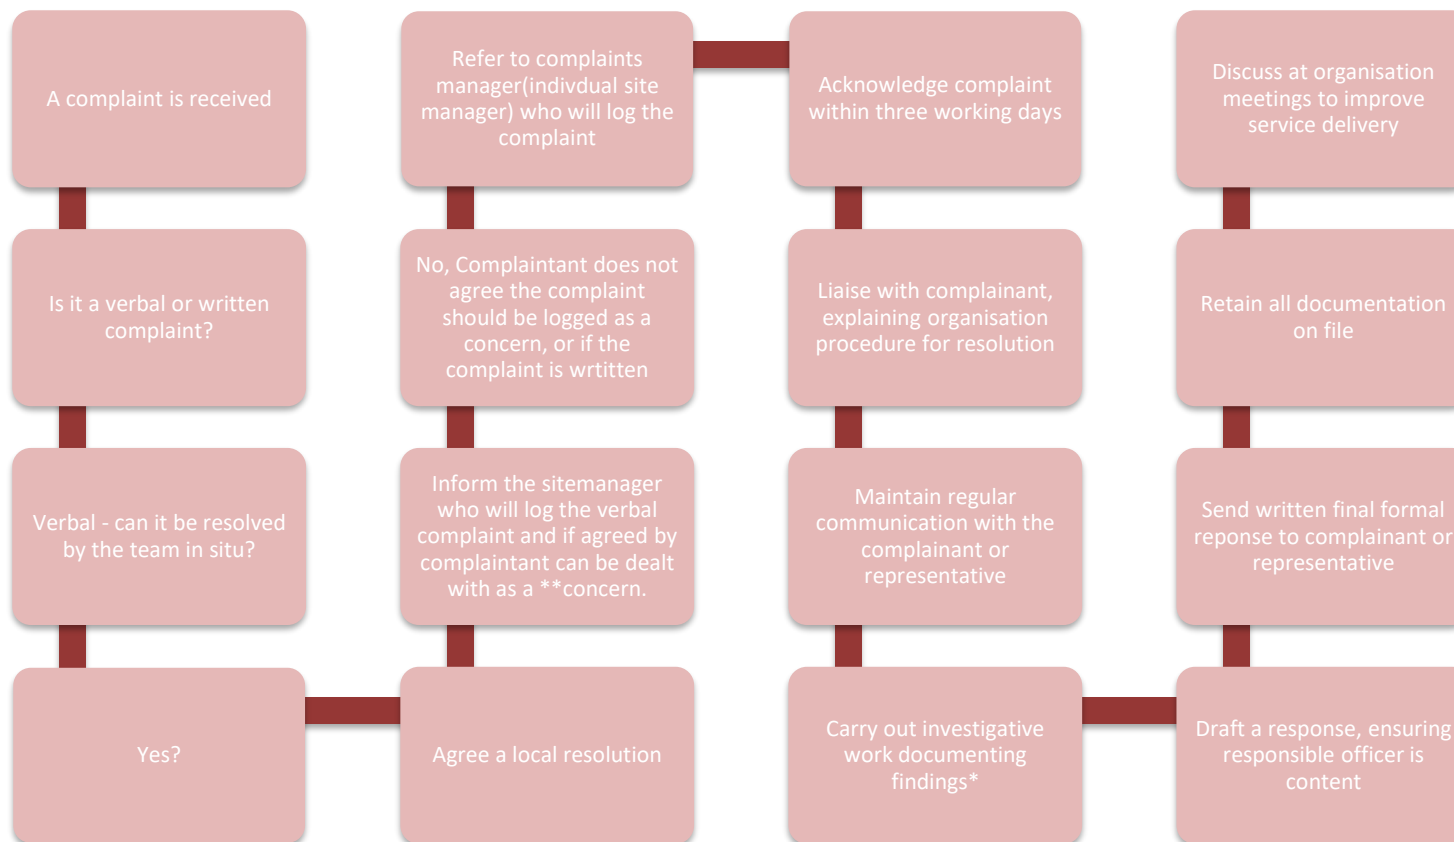 A complaint is received
Is it a verbal or written
complaint?
Verbal - can it be resolved
by the team in situ?
Yes?
Agree a local resolution
Inform the sitemanager
who will log the verbal
complaint and if agreed by
complaintant can be dealt
with as a **concern.
No, Complaintant does not
agree the complaint
should be logged as a
concern, or if the
complaint is wrtitten
Refer to complaints
manager(indivdual site
manager) who will log the
complaint
Acknowledge complaint
within three working days
Liaise with complainant,
explaining organisation
procedure for resolution
Maintain regular
communication with the
complainant or
representative
Carry out investigative
work documenting
findings*
Draft a response, ensuring
responsible officer is
content
Send written final formal
reponse to complainant or
representative
Retain all documentation
on file
Discuss at organisation
meetings to improve
service delivery